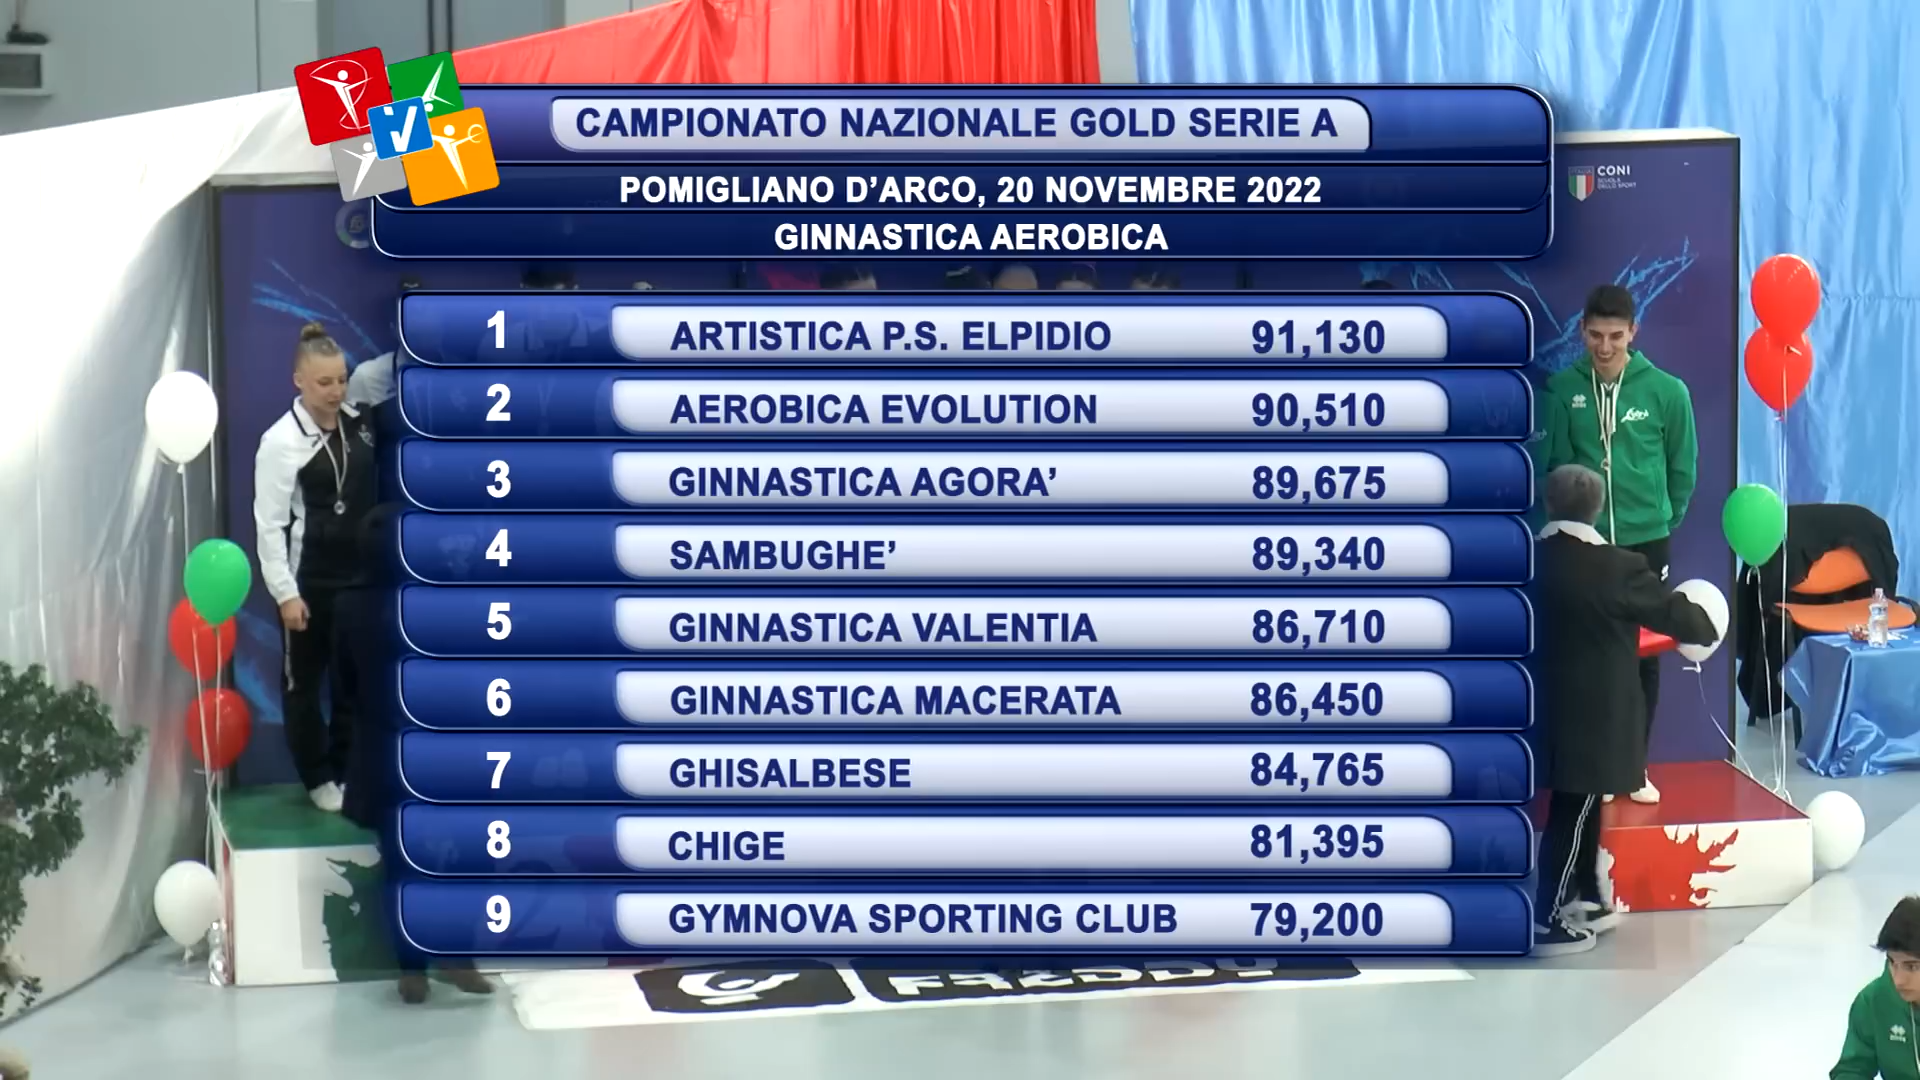 CAMPIONATO NAZIONALE GOLD SERIE A
POMIGLIANO D’ARCO, 20 NOVEMBRE 2022
GINNASTICA AEROBICA
CONI
1 ARTISTICA P.S. ELPIDIO 91,130
2 AEROBICA EVOLUTION 90,510
3 GINNASTICA AGORA’ 89,675
4 SAMBUGHE’ 89,340
5 GINNASTICA VALENTIA 86,710
6 GINNASTICA MACERATA 86,450
7 GHISALBESE 84,765
8 CHIGE 81,395
9 GYMNOVA SPORTING CLUB 79,200
FREDDY